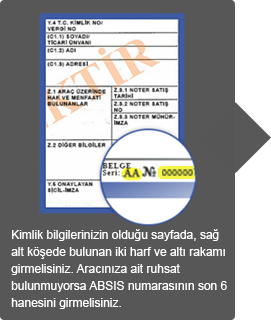 Y.4 T.C. KİMLİK NO/
VERGİ NO
(C1.1) SOYADI/
TİCARİ ÜNVANI
(C1.2) ADI
(C1.3) ADRESİ
Z.1 ARAÇ ÜZERİNDE
HAK VE MENFAATİ
BULUNANLAR
Z.3.1 NOTER SATIŞ
TARİHİ
Z.3.2 NOTER SATIŞ
NO
Z.3.3 NOTER MÜHÜR-
İMZA
Z.2 DİĞER BİLGİLER
Y.5 ONAYLAYAN
SİCİL-İMZA
BELGE
Seri: AA № 000000
Kimlik bilgilerinizin olduğu sayfada, sağ
alt köşede bulunan iki harf ve altı rakamı
girmelisiniz. Aracınıza ait ruhsat
bulunmuyorsa ABSIS numarasının son 6
hanesini girmelisiniz.